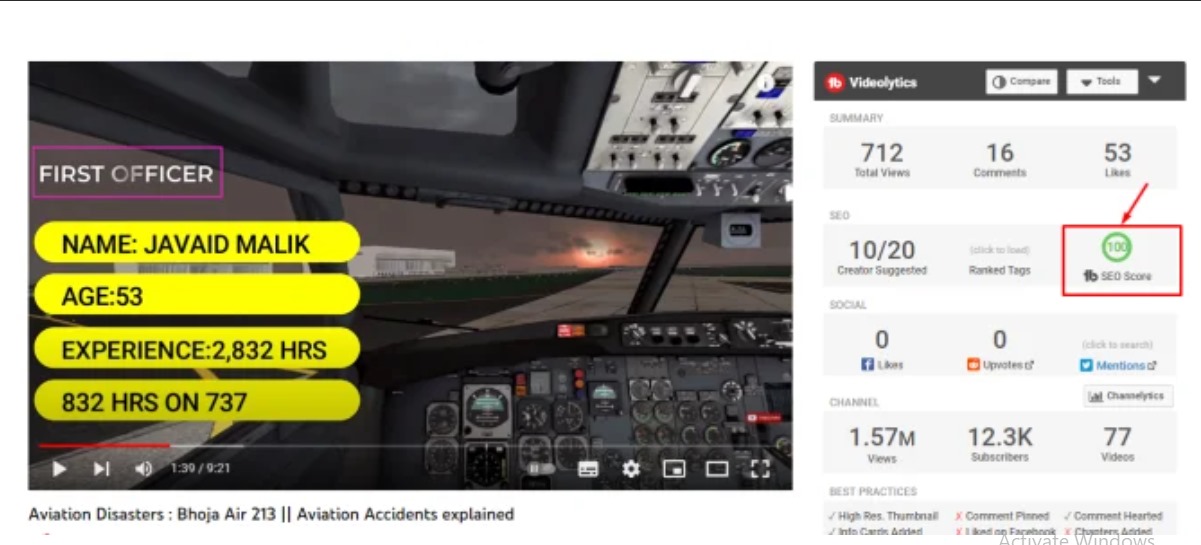 FIRST OFFICER
NAME: JAVAID MALIK
AGE:53
EXPERIENCE:2,832 HRS
832 HRS ON 737
1:39 / 9:21
Aviation Disasters : Bhoja Air 213 || Aviation Accidents explained
tb Videolytics
Compare
Tools
SUMMARY
712 16 53
Total Views Comments Likes
SEO
10/20 (click to load) 100
Creator Suggested Ranked Tags tb SEO Score
SOCIAL
0 0 (click to search)
Likes Upvotes Mentions
CHANNEL Channelytics
1.57M 12.3K 77
Views Subscribers Videos
BEST PRACTICES
✓ High Res. Thumbnail ✗ Comment Pinned ✓ Comment Hearted
✓ Info Cards Added ✗ Liked on Facebook ✗ Chapters Added
Activate Windows